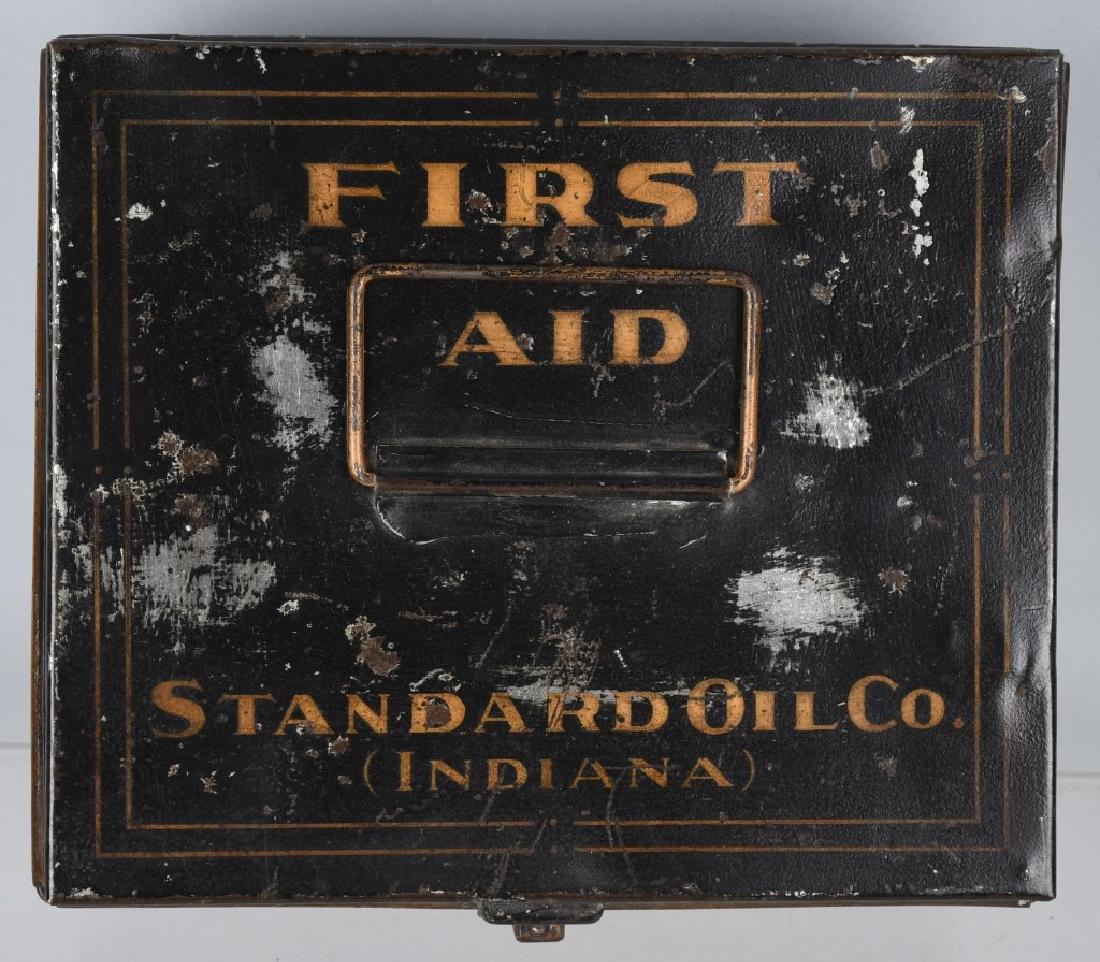 FIRST
AID
STANDARD OIL CO.
(INDIANA)